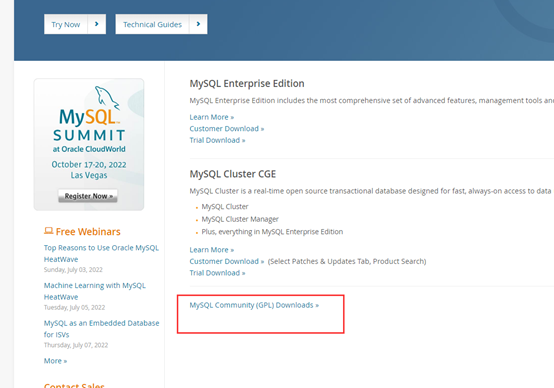 Try Now
Technical Guides
MySQL
SUMMIT
at Oracle CloudWorld
October 17-20, 2022
Las Vegas
Register Now »
Free Webinars
Top Reasons to Use Oracle MySQL
HeatWave
Sunday, July 03, 2022
Machine Learning with MySQL
HeatWave
Tuesday, July 05, 2022
MySQL as an Embedded Database
for ISVs
Thursday, July 07, 2022
More »
Contact Sales
MySQL Enterprise Edition
MySQL Enterprise Edition includes the most comprehensive set of advanced features, management tools and
Learn More »
Customer Download »
Trial Download »
MySQL Cluster CGE
MySQL Cluster is a real-time open source transactional database designed for fast, always-on access to data
MySQL Cluster
MySQL Cluster Manager
Plus, everything in MySQL Enterprise Edition
Learn More »
Customer Download » (Select Patches & Updates Tab, Product Search)
Trial Download »
MySQL Community (GPL) Downloads »